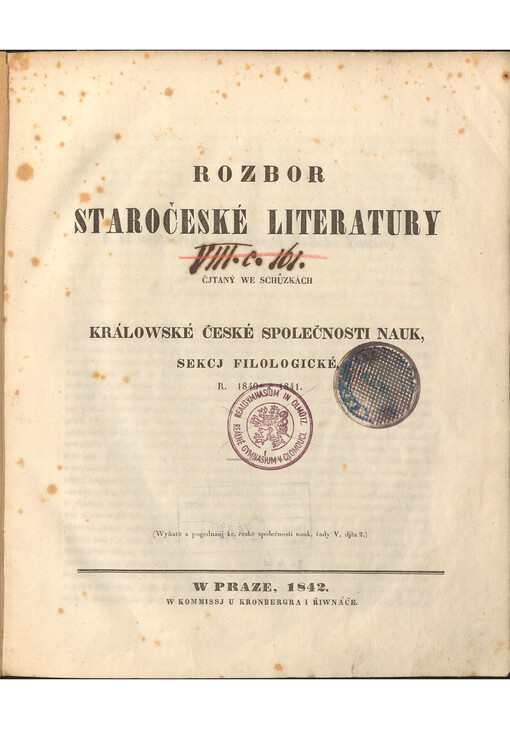 ROZBOR
STAROČESKÉ LITERATURY
VIII. c. 161.
ČJTANÝ WE SCHŮZKÁCH
KRÁLOWSKÉ ČESKÉ SPOLEČNOSTI NAUK,
SEKCJ FILOLOGICKÉ,
R. 1840 1841.
REALGYMNASIUM IN OLMÜTZ.
REÁLNÉ GYMNASIUM V OLOMOUCI.
(Wyňato z pogednanj kr. české společnosti nauk, řady V, djlu 2.)
W PRAZE, 1842.
W KOMMISSJ U KRONBERGRA I ŘIWNÁČE.